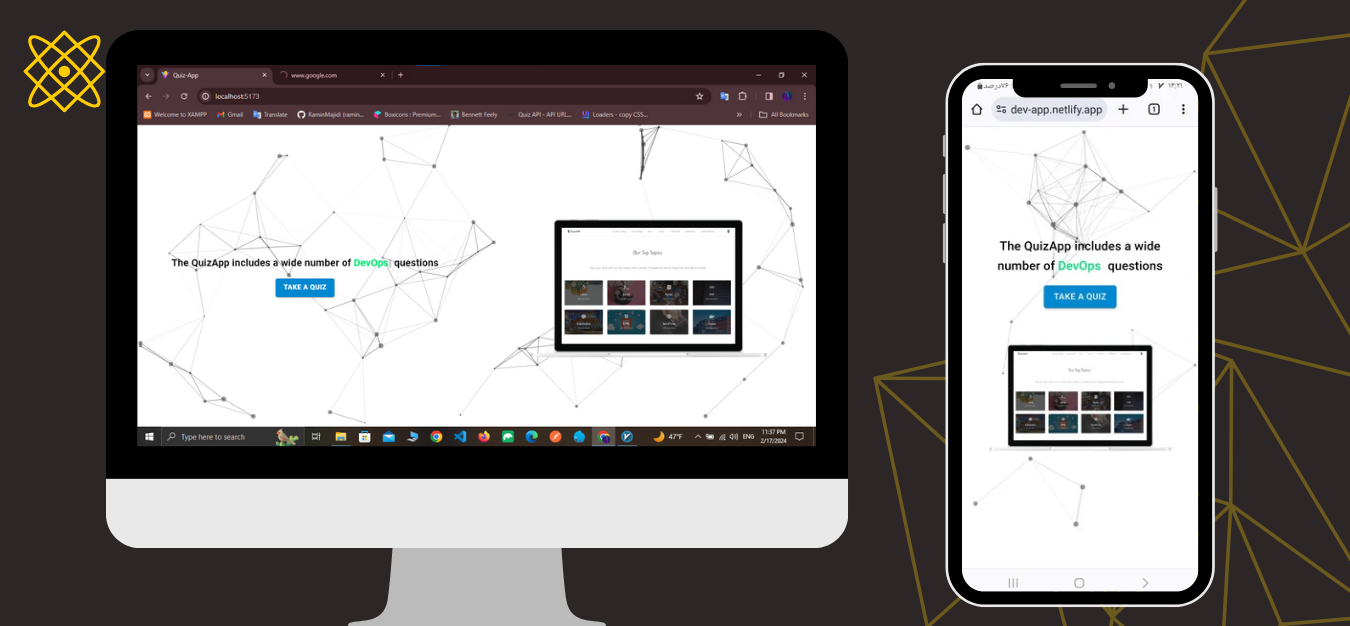 Quiz-App
www.google.com
localhost:5173
Welcome to XAMPP
Gmail
Translate
RaminMajidi (ramin...
Boxicons : Premium...
Bennett Feely
Quiz API - API URL...
Loaders - copy CSS...
All Bookmarks
The QuizApp includes a wide number of DevOps questions
TAKE A QUIZ
Our Top Topics
Type here to search
47°F
ENG
11:37 PM
2/17/2024
dev-app.netlify.app
1
The QuizApp includes a wide
number of DevOps questions
TAKE A QUIZ
Our Top Topics